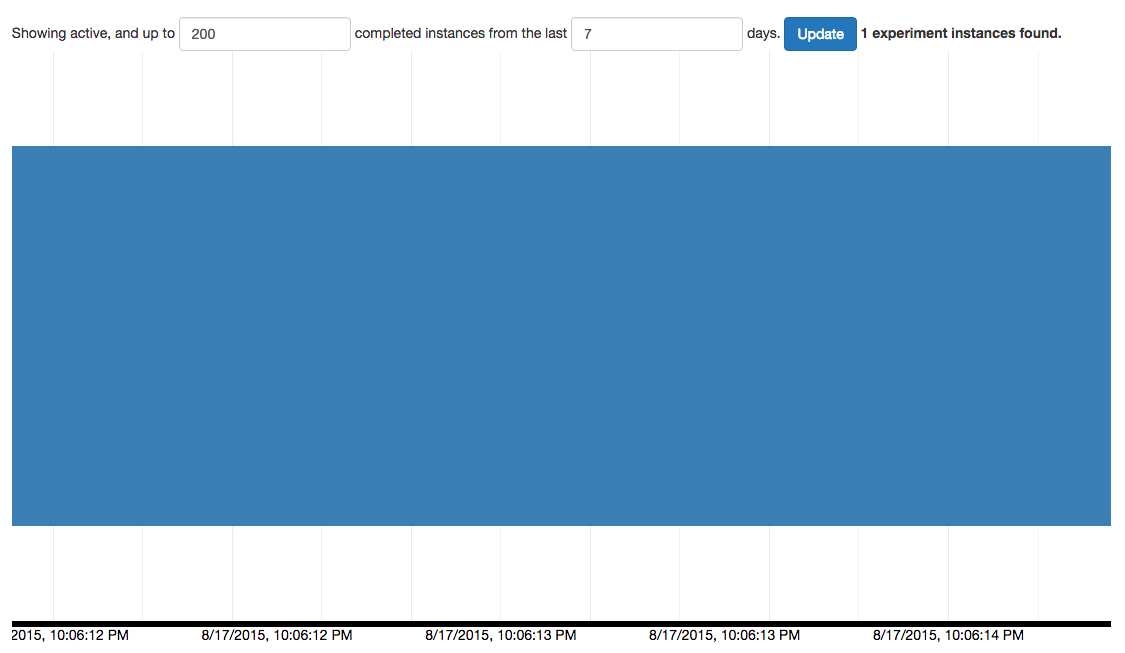 Showing active, and up to 200 completed instances from the last 7 days. Update 1 experiment instances found.
2015, 10:06:12 PM 8/17/2015, 10:06:12 PM 8/17/2015, 10:06:13 PM 8/17/2015, 10:06:13 PM 8/17/2015, 10:06:14 PM